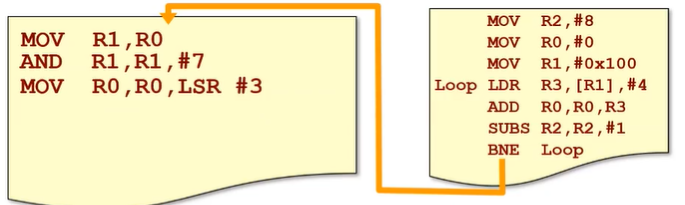 MOV R1,R0
AND R1,R1,#7
MOV R0,R0,LSR #3
MOV R2,#8
MOV R0,#0
MOV R1,#0x100
Loop LDR R3,[R1],#4
ADD R0,R0,R3
SUBS R2,R2,#1
BNE Loop